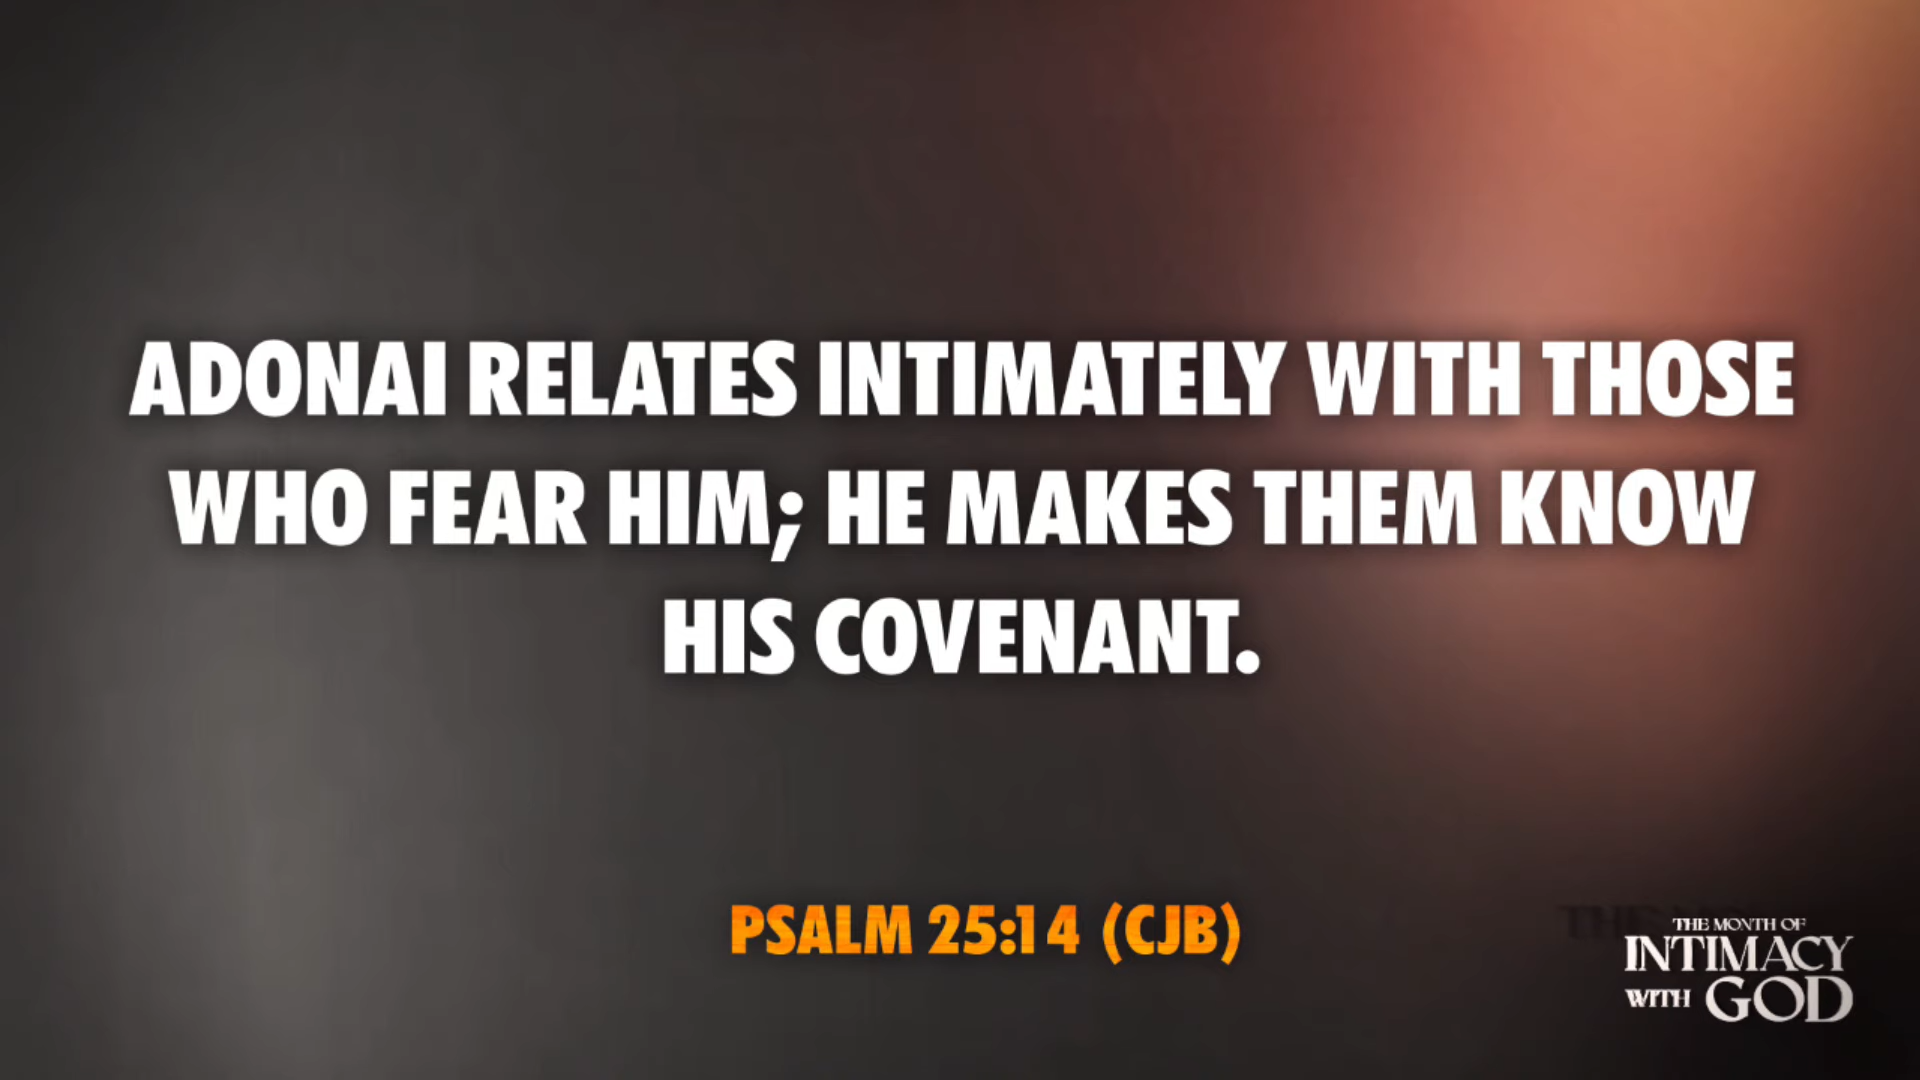 ADONAI RELATES INTIMATELY WITH THOSE
WHO FEAR HIM; HE MAKES THEM KNOW
HIS COVENANT.
PSALM 25:14 (CJB)
THE MONTH OF
INTIMACY
WITH GOD